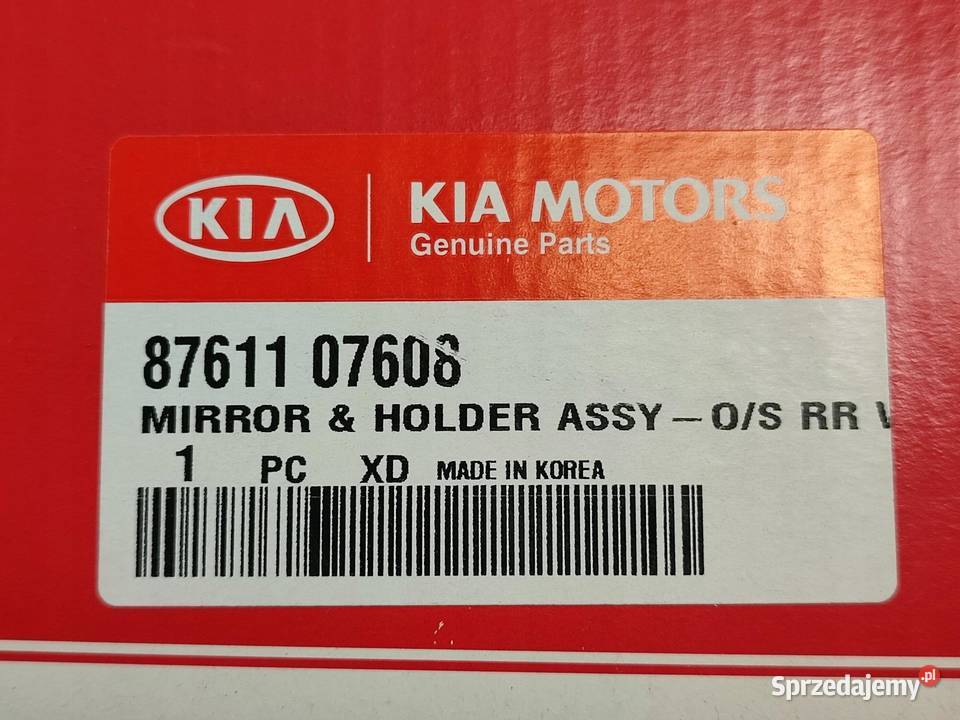 KIA
KIA MOTORS
Genuine Parts
87611 07608
MIRROR & HOLDER ASSY - O/S RR
1 PC XD MADE IN KOREA
Sprzedajemy.pl